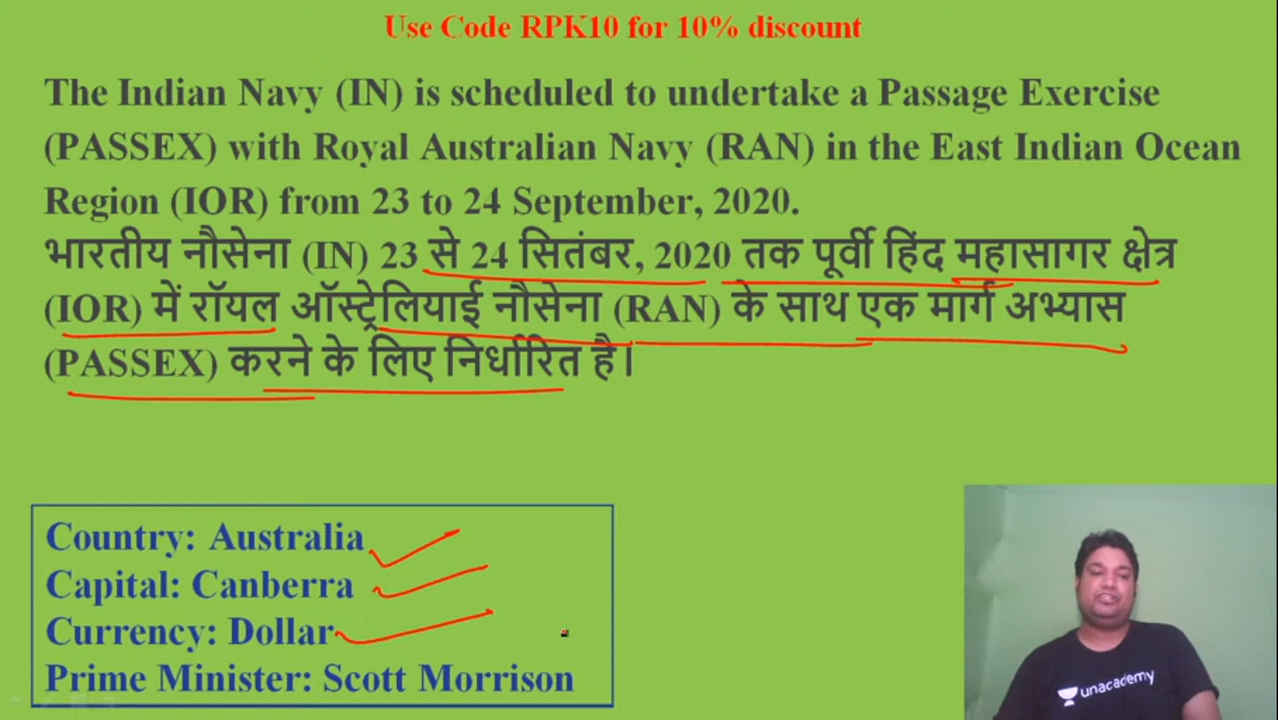 Use Code RPK10 for 10% discount
The Indian Navy (IN) is scheduled to undertake a Passage Exercise
(PASSEX) with Royal Australian Navy (RAN) in the East Indian Ocean
Region (IOR) from 23 to 24 September, 2020.
भारतीय नौसेना (IN) 23 से 24 सितंबर, 2020 तक पूर्वी हिंद महासागर क्षेत्र
(IOR) में रॉयल ऑस्ट्रेलियाई नौसेना (RAN) के साथ एक मार्ग अभ्यास
(PASSEX) करने के लिए निर्धारित है।
Country: Australia
Capital: Canberra
Currency: Dollar
Prime Minister: Scott Morrison
unacademy